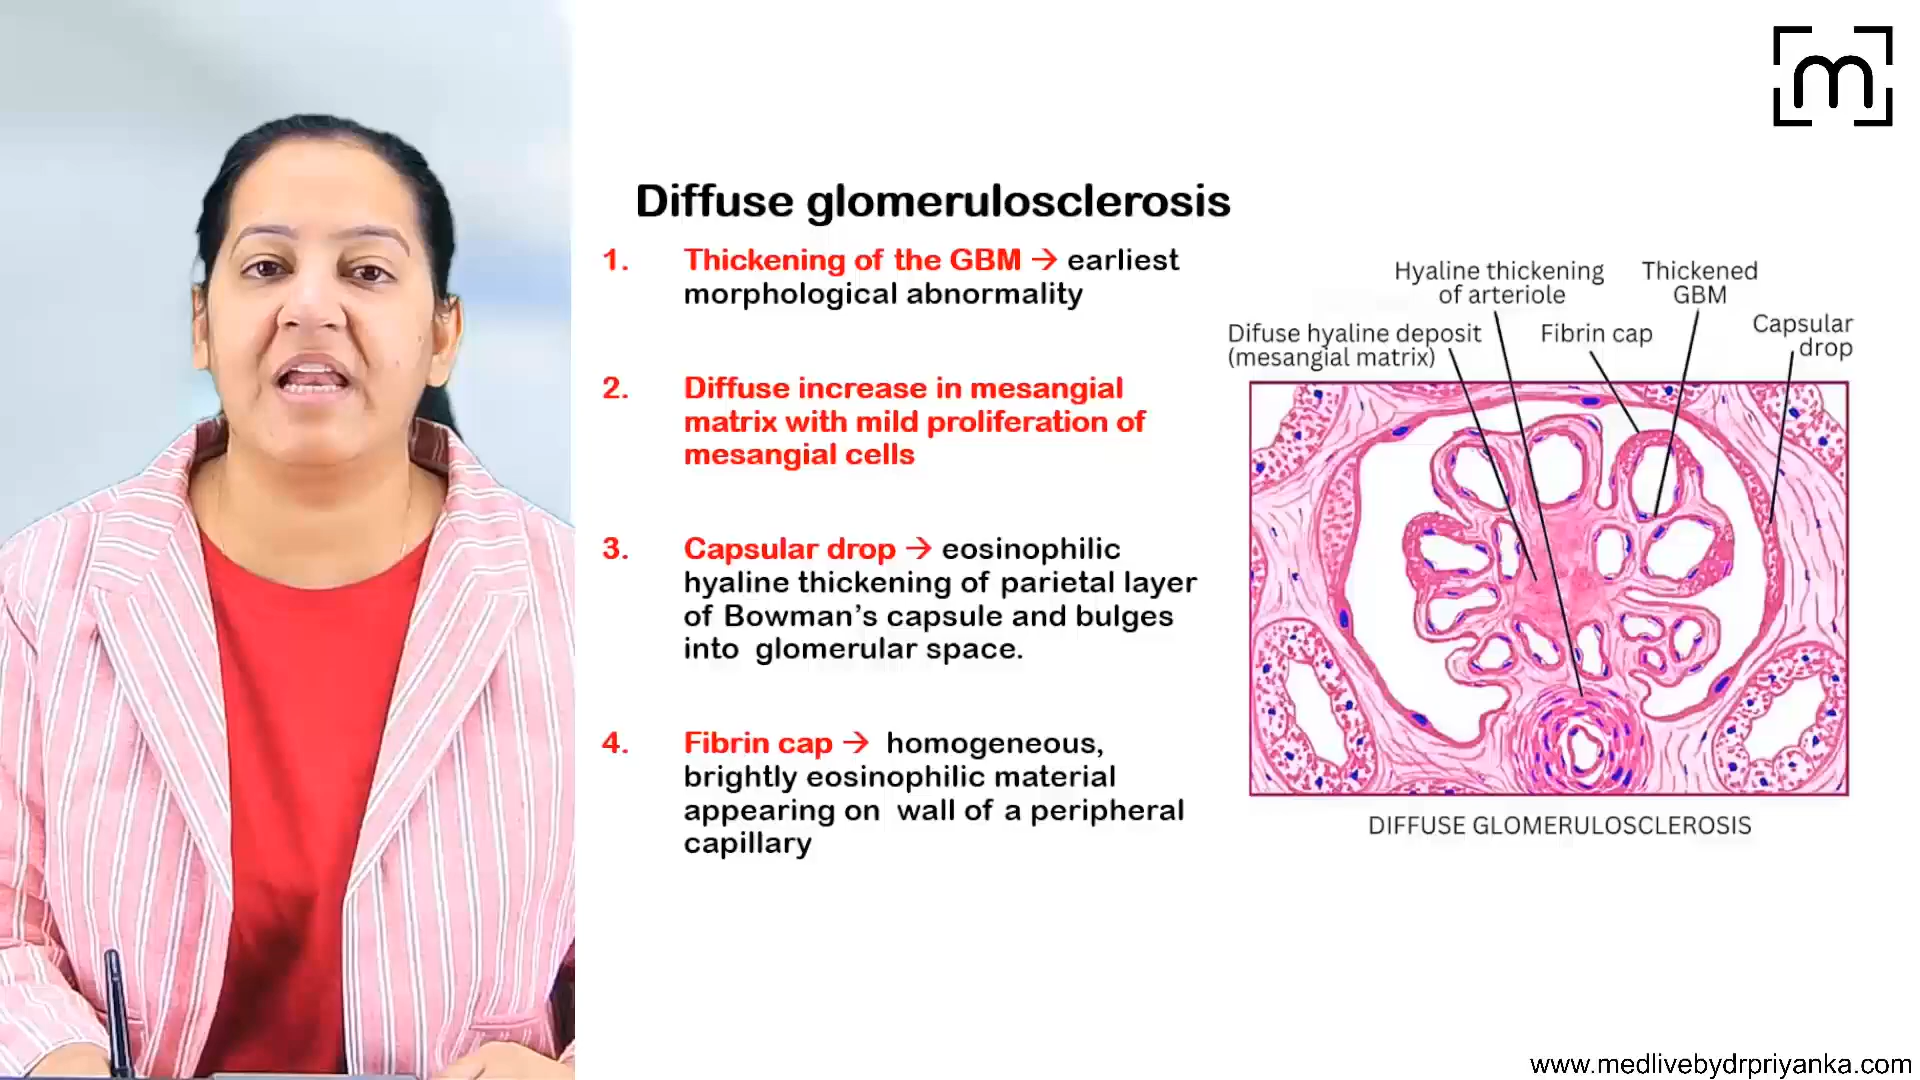 m
Diffuse glomerulosclerosis
1. Thickening of the GBM → earliest
morphological abnormality
2. Diffuse increase in mesangial
matrix with mild proliferation of
mesangial cells
3. Capsular drop → eosinophilic
hyaline thickening of parietal layer
of Bowman's capsule and bulges
into glomerular space.
4. Fibrin cap → homogeneous,
brightly eosinophilic material
appearing on wall of a peripheral
capillary
Hyaline thickening
of arteriole
Thickened
GBM
Difuse hyaline deposit
(mesangial matrix)
Fibrin cap
Capsular
drop
DIFFUSE GLOMERULOSCLEROSIS
www.medlivebydrpriyanka.com